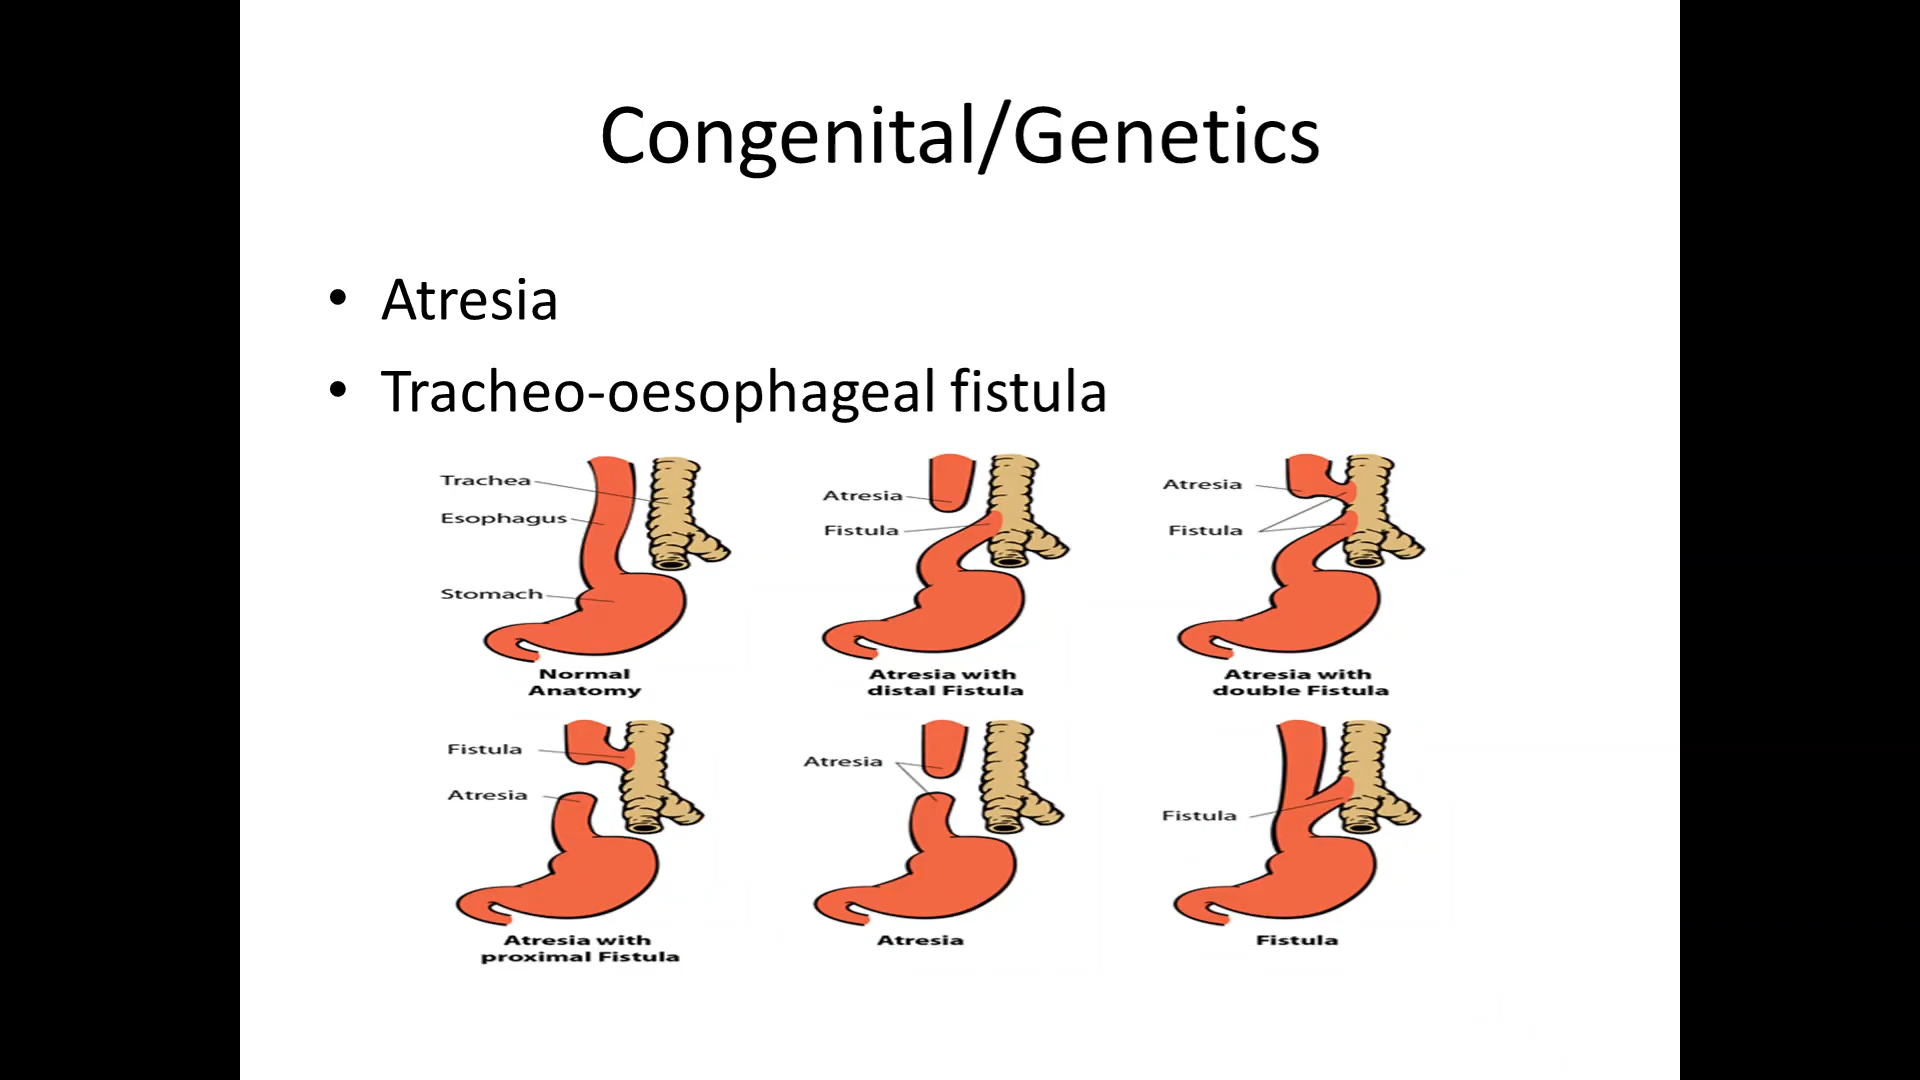 Congenital/Genetics
• Atresia
• Tracheo-oesophageal fistula
Trachea
Esophagus
Stomach
Normal
Anatomy
Atresia
Fistula
Atresia with
distal Fistula
Atresia
Fistula
Atresia with
double Fistula
Fistula
Atresia
Atresia with
proximal Fistula
Atresia
Atresia
Fistula
Fistula